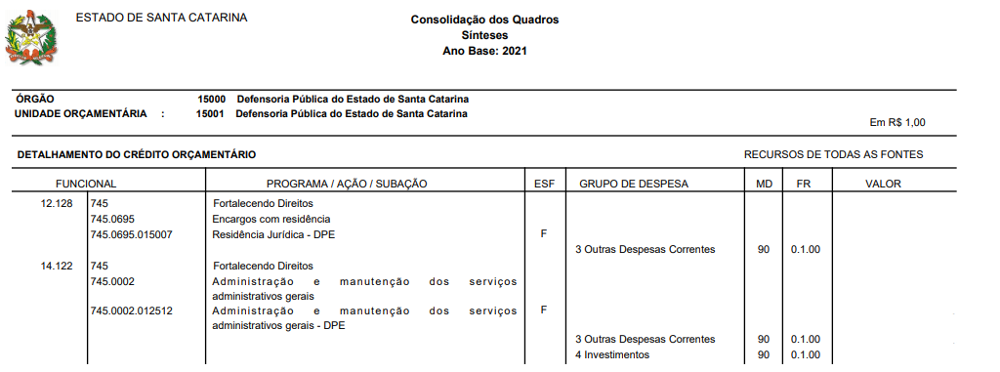 ESTADO DE SANTA CATARINA
Consolidação dos Quadros
Sínteses
Ano Base: 2021
ÓRGÃO 15000 Defensoria Pública do Estado de Santa Catarina
UNIDADE ORÇAMENTÁRIA : 15001 Defensoria Pública do Estado de Santa Catarina
Em R$ 1,00
DETALHAMENTO DO CRÉDITO ORÇAMENTÁRIO RECURSOS DE TODAS AS FONTES
FUNCIONAL PROGRAMA / AÇÃO / SUBAÇÃO ESF GRUPO DE DESPESA MD FR VALOR
12.128 745 Fortalecendo Direitos
745.0695 Encargos com residência
745.0695.015007 Residência Jurídica - DPE F
3 Outras Despesas Correntes 90 0.1.00
14.122 745 Fortalecendo Direitos
745.0002 Administração e manutenção dos serviços
administrativos gerais
745.0002.012512 Administração e manutenção dos serviços F
administrativos gerais - DPE
3 Outras Despesas Correntes 90 0.1.00
4 Investimentos 90 0.1.00